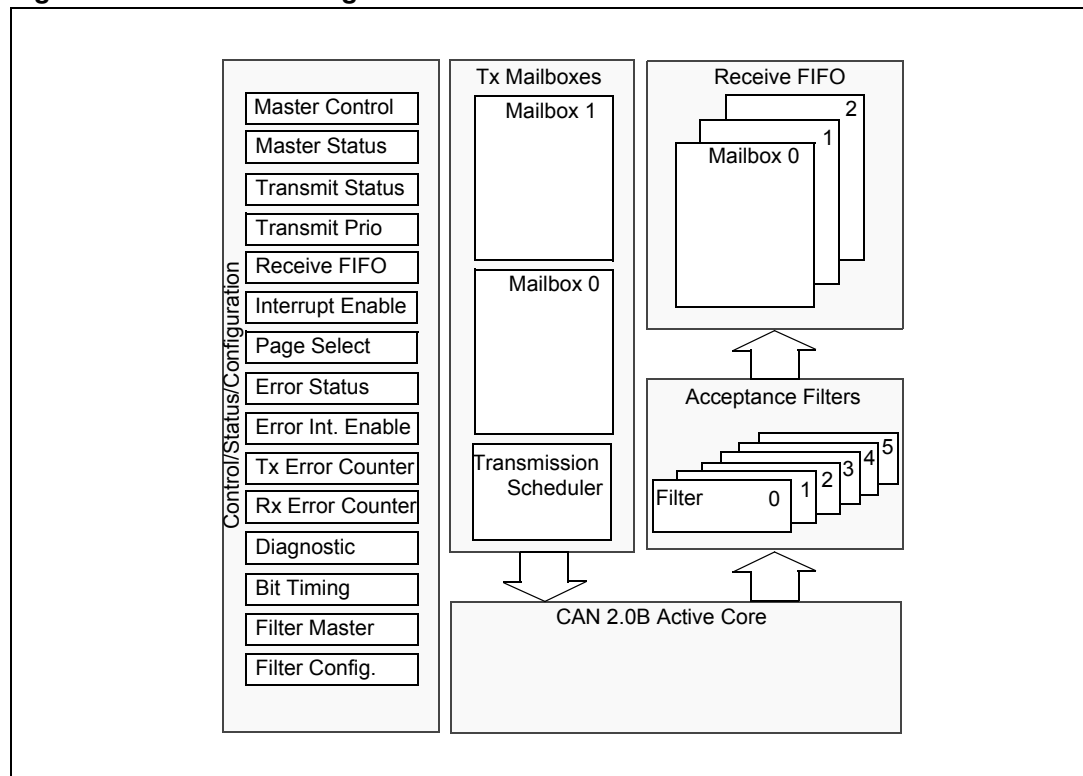 Control/Status/Configuration
Master Control
Master Status
Transmit Status
Transmit Prio
Receive FIFO
Interrupt Enable
Page Select
Error Status
Error Int. Enable
Tx Error Counter
Rx Error Counter
Diagnostic
Bit Timing
Filter Master
Filter Config.
Tx Mailboxes
Mailbox 1
Mailbox 0
Transmission
Scheduler
Receive FIFO
2
1
Mailbox 0
Acceptance Filters
5
4
3
2
1
Filter 0
CAN 2.0B Active Core